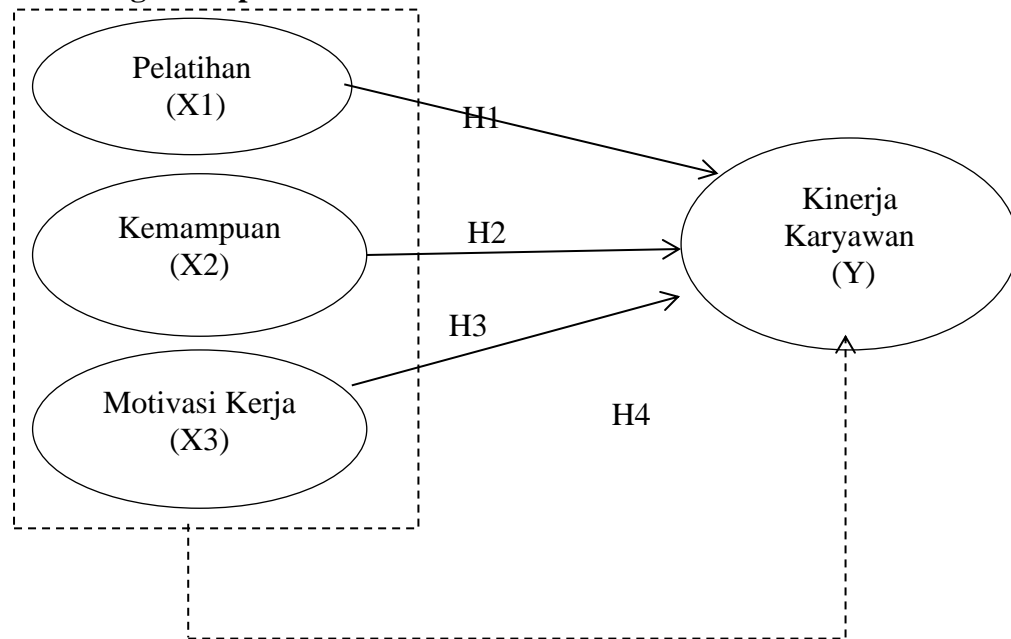 Pelatihan
(X1)
H1
Kemampuan
(X2)
H2
Kinerja
Karyawan
(Y)
H3
Motivasi Kerja
(X3)
H4